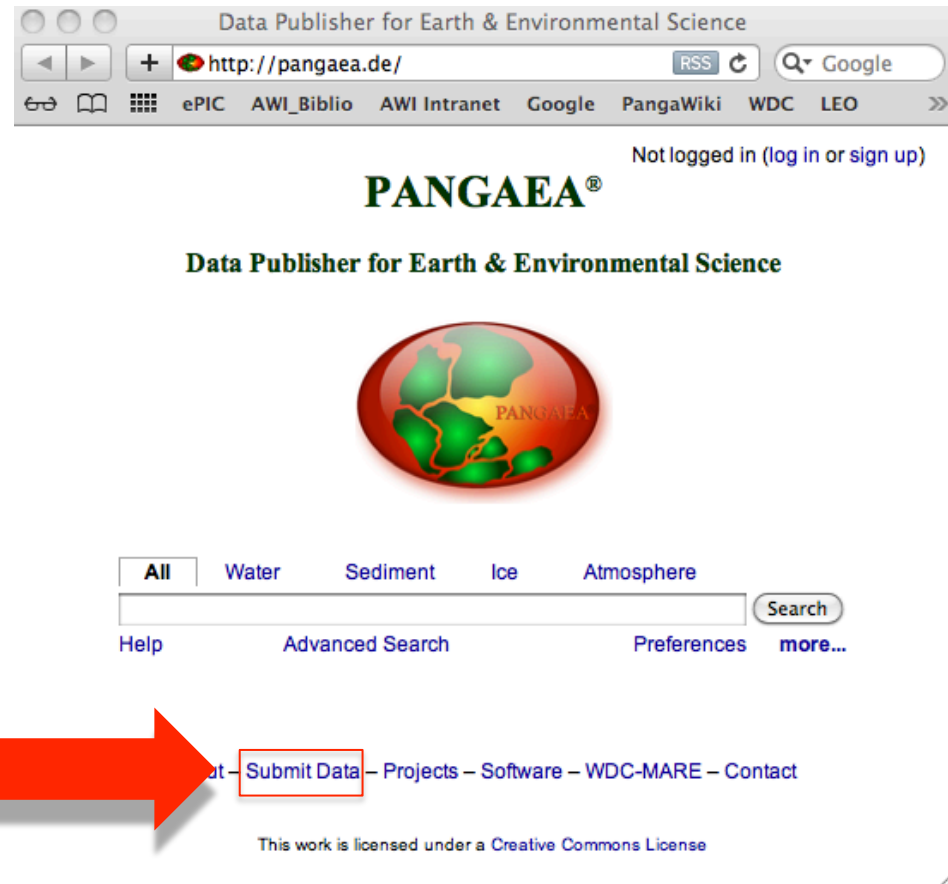 Data Publisher for Earth & Environmental Science
+ http://pangaea.de/ RSS Google
ePIC AWI_Biblio AWI Intranet Google PangaWiki WDC LEO »
Not logged in (log in or sign up)
PANGAEA®
Data Publisher for Earth & Environmental Science
PANGAEA
All Water Sediment Ice Atmosphere
Search
Help Advanced Search Preferences more...
ut – Submit Data – Projects – Software – WDC-MARE – Contact
This work is licensed under a Creative Commons License